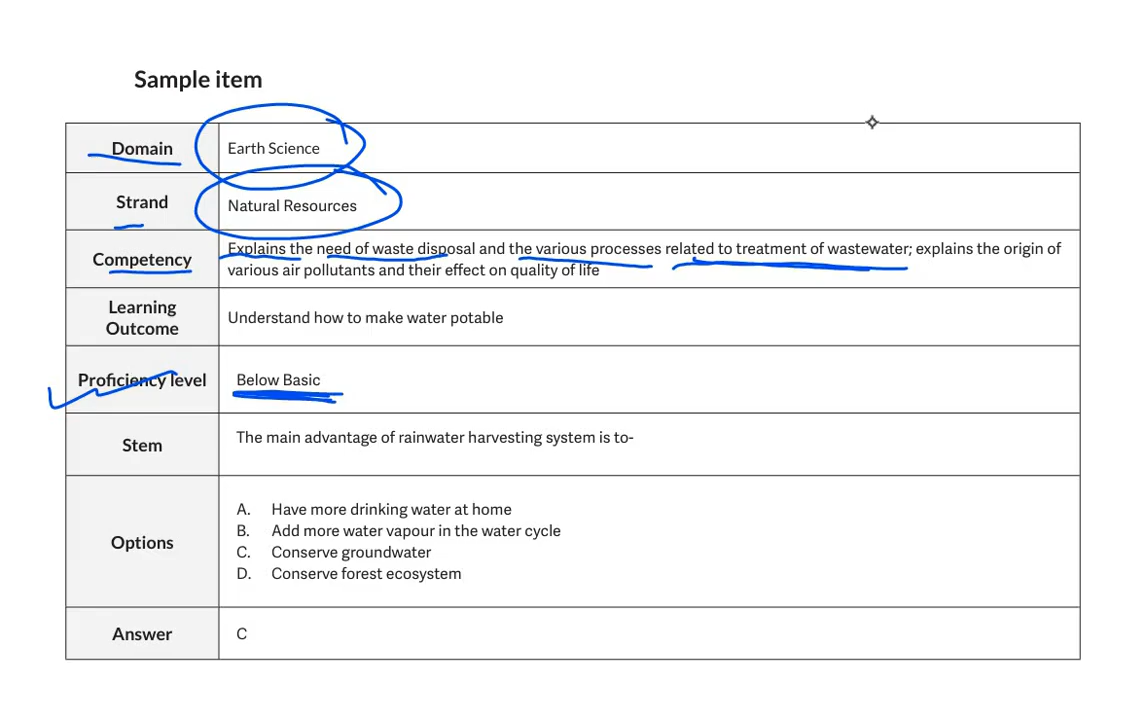 Sample item
Domain
Earth Science
Strand
Natural Resources
Competency
Explains the need of waste disposal and the various processes related to treatment of wastewater; explains the origin of
various air pollutants and their effect on quality of life
Learning
Outcome
Understand how to make water potable
Proficiency level
Below Basic
Stem
The main advantage of rainwater harvesting system is to-
Options
A. Have more drinking water at home
B. Add more water vapour in the water cycle
C. Conserve groundwater
D. Conserve forest ecosystem
Answer
C